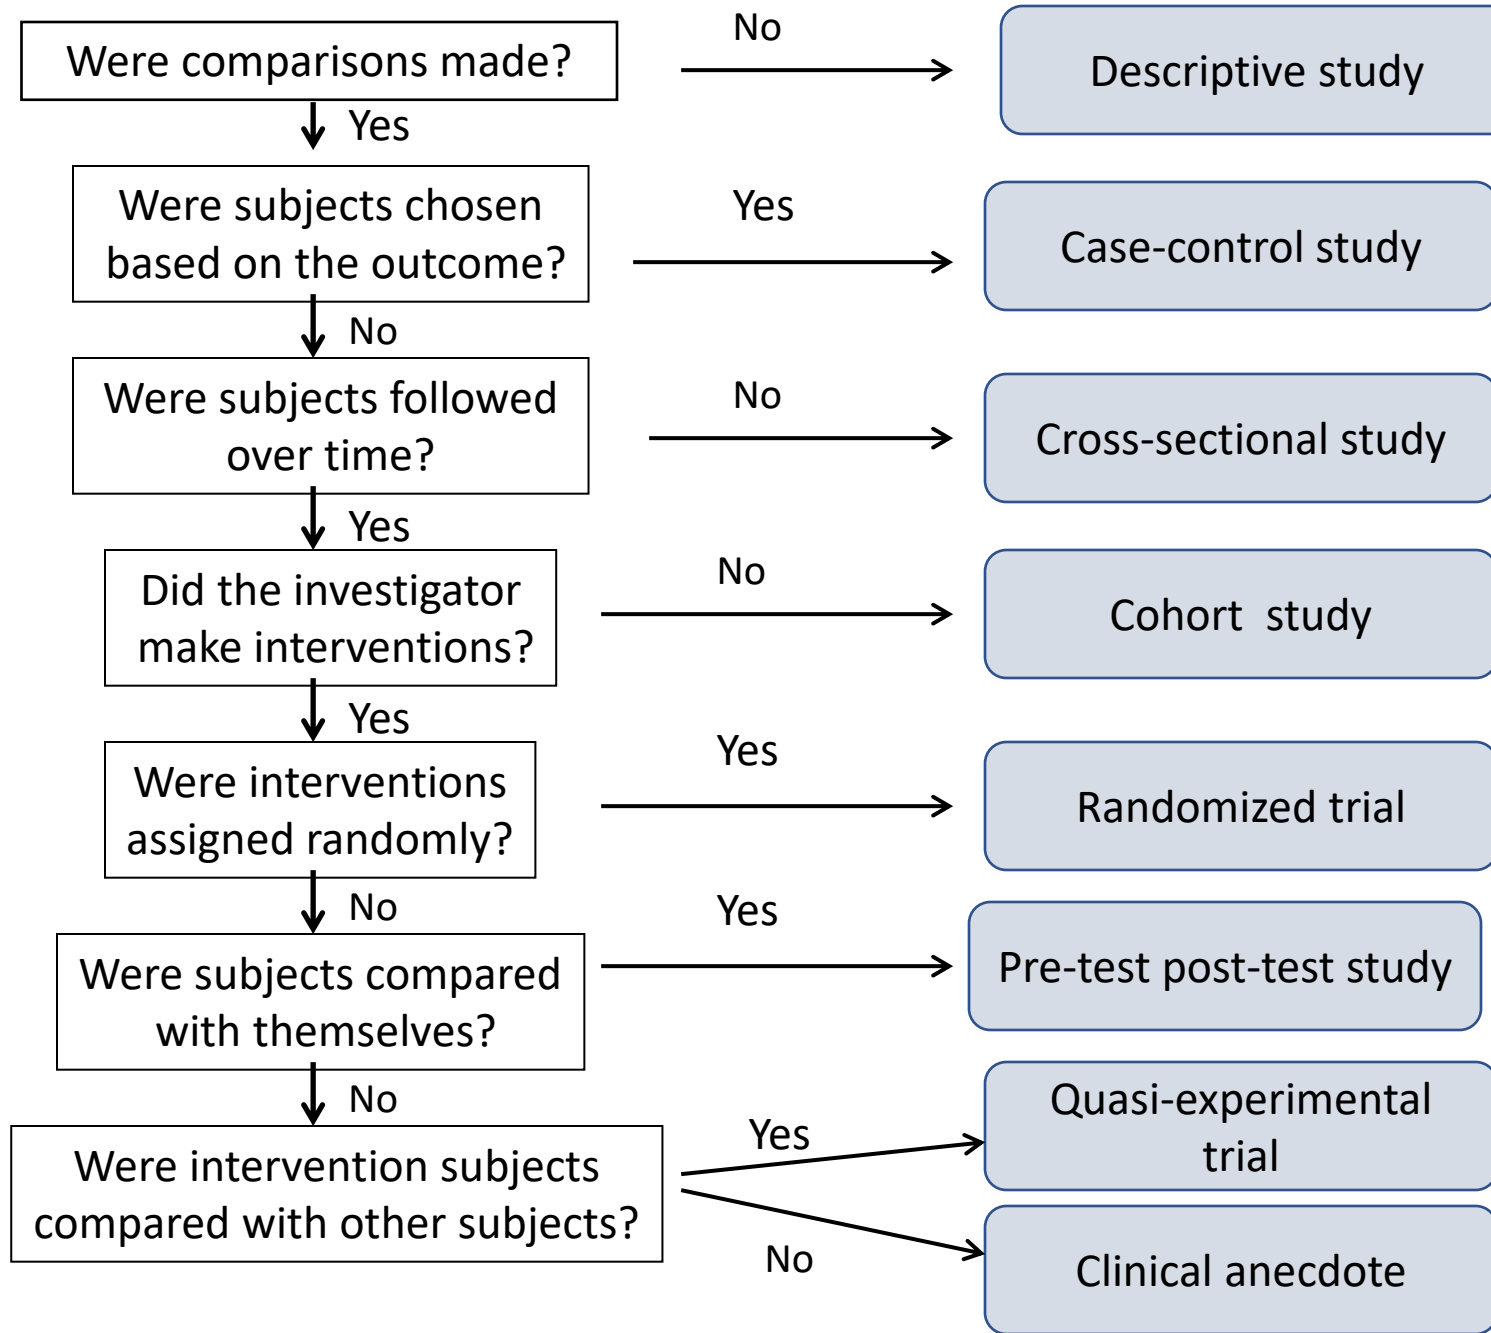 Were comparisons made?
No
Descriptive study
Yes
Were subjects chosen
based on the outcome?
Yes
Case-control study
No
Were subjects followed
over time?
No
Cross-sectional study
Yes
Did the investigator
make interventions?
No
Cohort  study
Yes
Were interventions
assigned randomly?
Yes
Randomized trial
No
Were subjects compared
with themselves?
Yes
Pre-test post-test study
No
Were intervention subjects
compared with other subjects?
Yes
Quasi-experimental
trial
No
Clinical anecdote